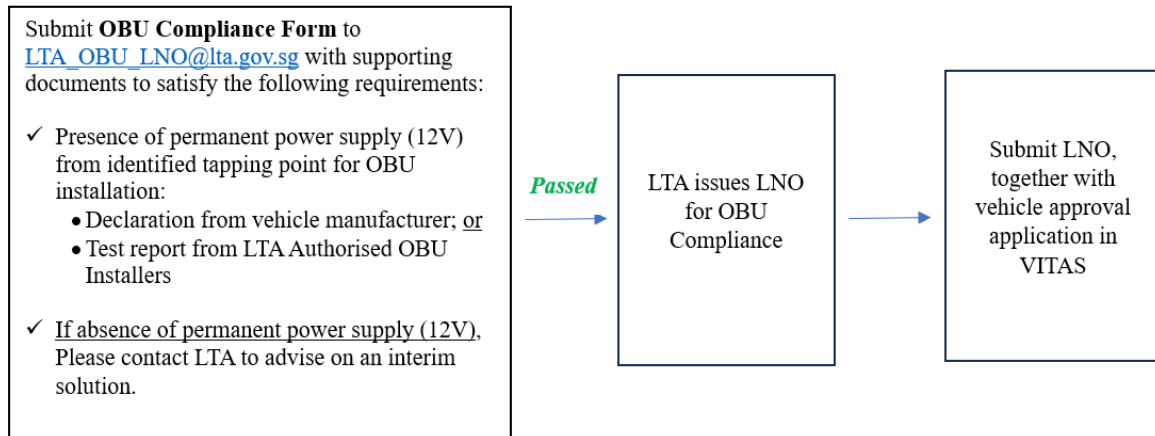 Submit OBU Compliance Form to
LTA_OBU_LNO@lta.gov.sg with supporting
documents to satisfy the following requirements:
✓ Presence of permanent power supply (12V)
from identified tapping point for OBU
installation:
• Declaration from vehicle manufacturer; or
• Test report from LTA Authorised OBU
Installers
✓ If absence of permanent power supply (12V),
Please contact LTA to advise on an interim
solution.
Passed
LTA issues LNO
for OBU
Compliance
Submit LNO,
together with
vehicle approval
application in
VITAS